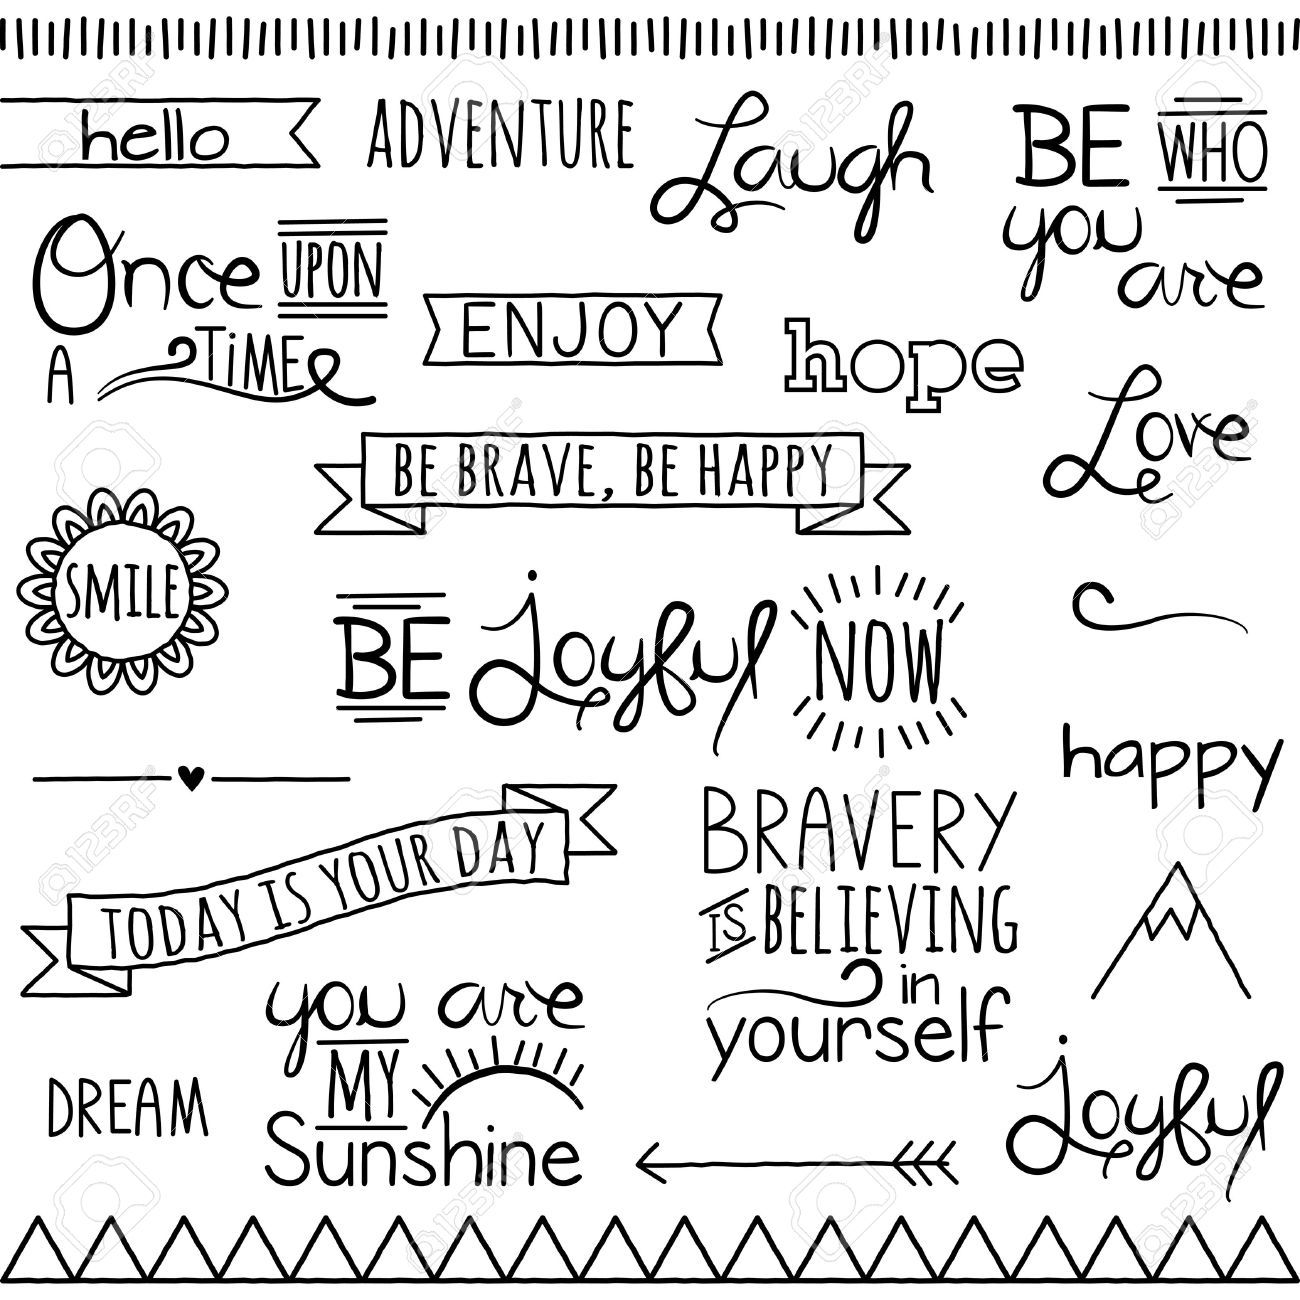 hello
ADVENTURE
Laugh
BE WHO
you
are
Once UPON
A TIME
ENJOY
hope
Love
BE BRAVE, BE HAPPY
SMILE
BE Joyful NOW
happy
TODAY IS YOUR DAY
BRAVERY
IS BELIEVING
in
yourself
you are
MY
Sunshine
DREAM
Joyful
123RF